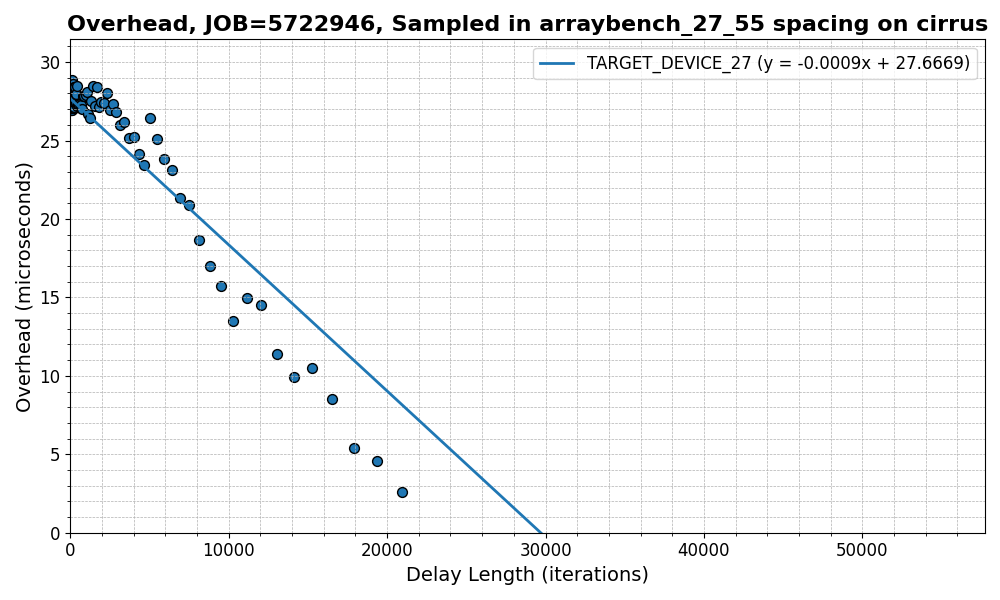 Overhead, JOB=5722946, Sampled in arraybench_27_55 spacing on cirrus
TARGET_DEVICE_27 (y = -0.0009x + 27.6669)
Overhead (microseconds)
30
25
20
15
10
5
0
0 10000 20000 30000 40000 50000
Delay Length (iterations)